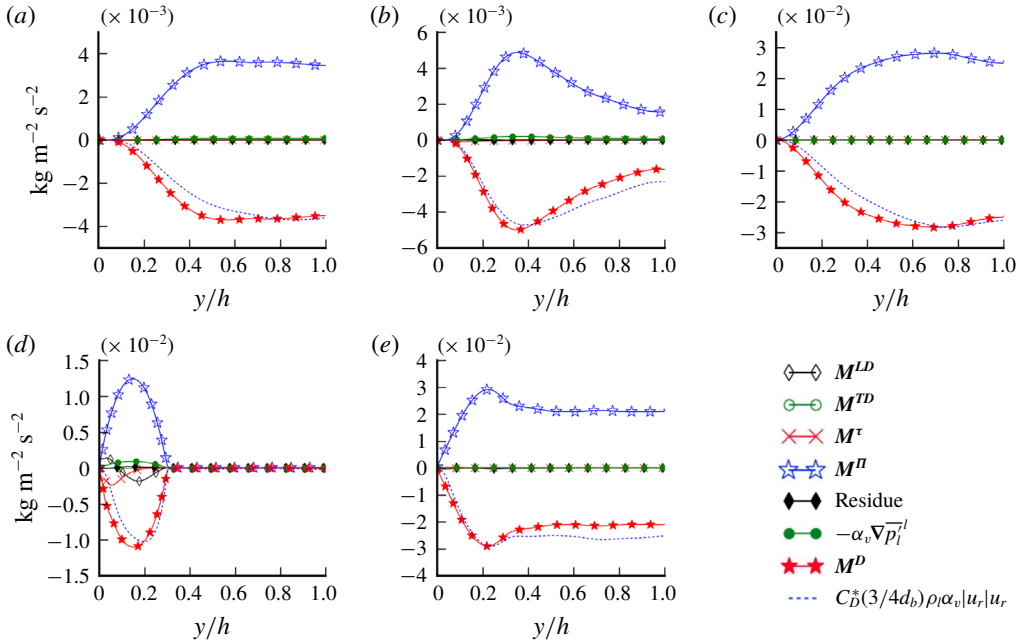 (a) (× 10⁻³) (b) (× 10⁻³) (c) (× 10⁻²)
kg m⁻² s⁻²
4
2
0
−2
−4
0 0.2 0.4 0.6 0.8 1.0
y/h
6
4
2
0
−2
−4
−6
0 0.2 0.4 0.6 0.8 1.0
y/h
3
2
1
0
−1
−2
−3
0 0.2 0.4 0.6 0.8 1.0
y/h
(d) (× 10⁻²) (e) (× 10⁻²)
kg m⁻² s⁻²
1.5
1.0
0.5
0
−0.5
−1.0
−1.5
0 0.2 0.4 0.6 0.8 1.0
y/h
4
3
2
1
0
−1
−2
−3
−4
0 0.2 0.4 0.6 0.8 1.0
y/h
M^{LD}
M^{TD}
M^τ
M^Π
Residue
−α_v∇\overline{p_l}^l
M^D
C_D^*(3/4d_b)ρ_lα_v|u_r|u_r